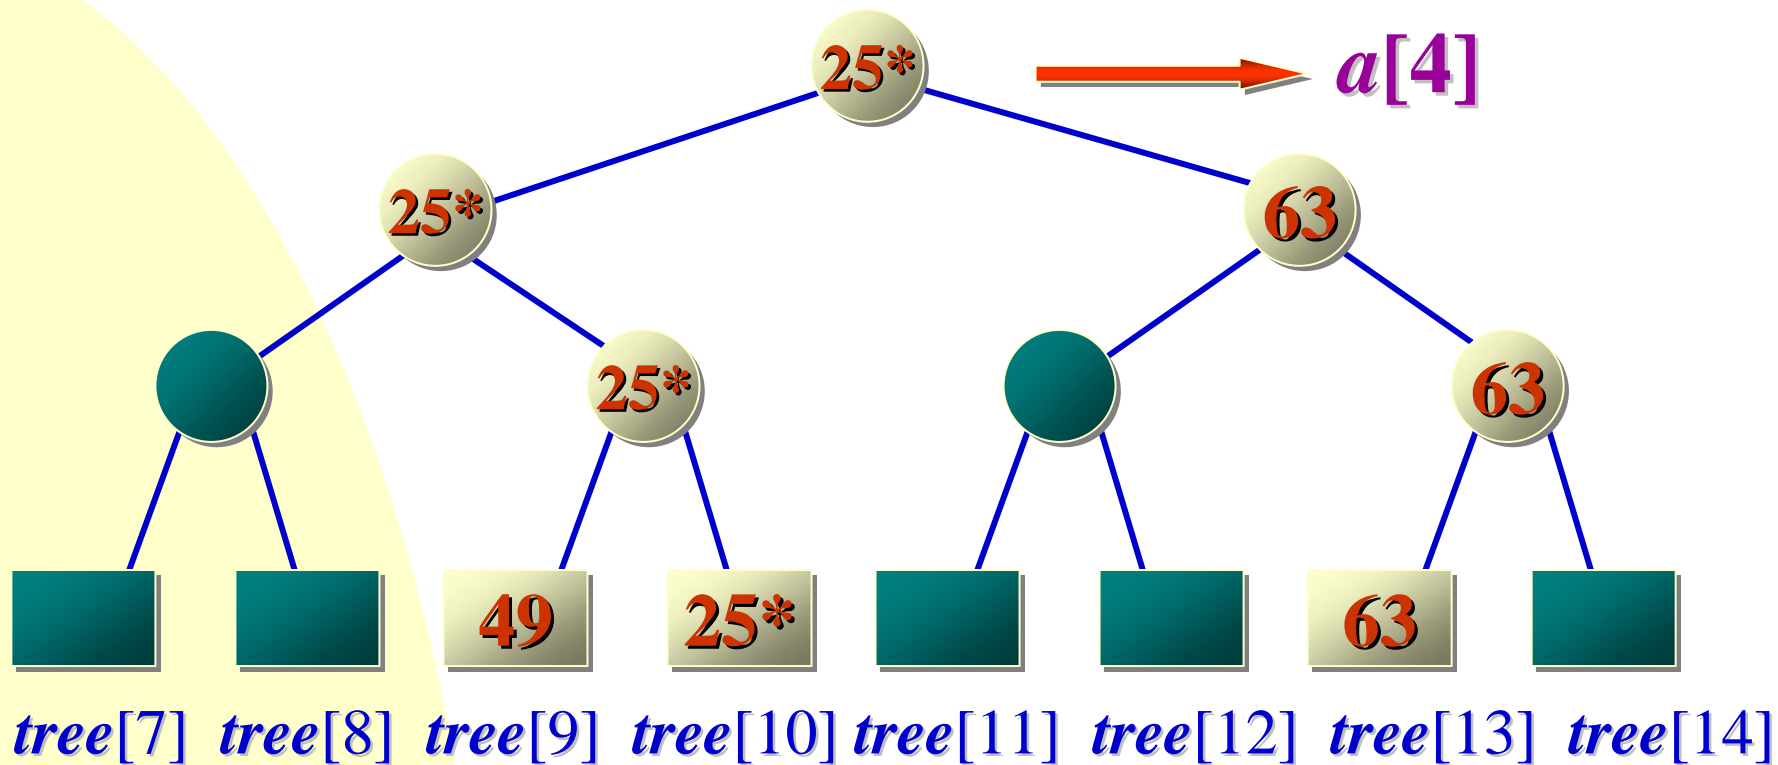 25* a[4]
25* 63
25* 63
49 25* 63
tree[7] tree[8] tree[9] tree[10] tree[11] tree[12] tree[13] tree[14]